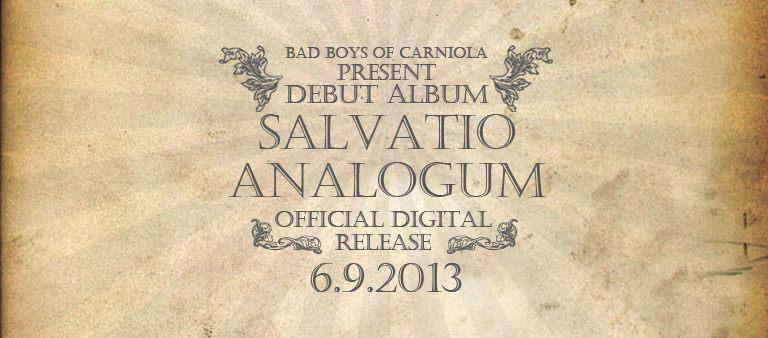 BAD BOYS OF CARNIOLA
PRESENT
DEBUT ALBUM
SALVATIO
ANALOGUM
OFFICIAL DIGITAL
RELEASE
6.9.2013